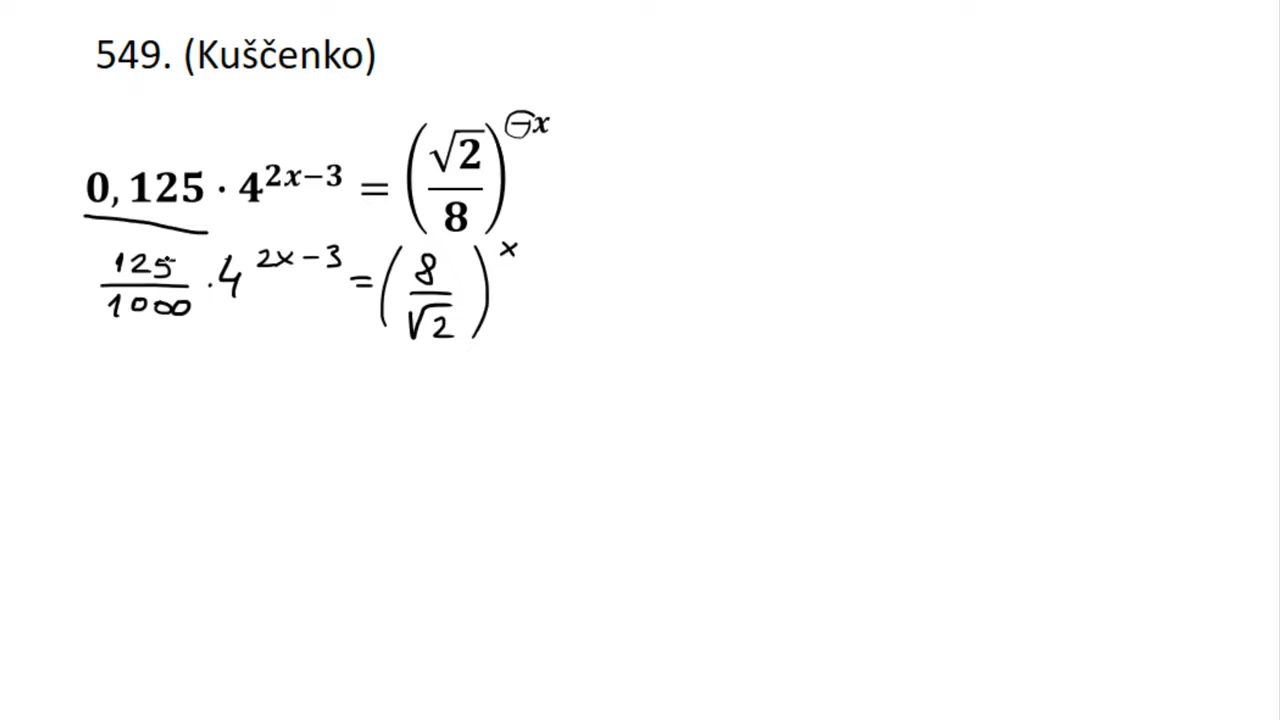 549. (Kuščenko)
0,125 · 4^{2x−3} = (√2/8)^{−x}
125/1000 · 4^{2x−3} = (8/√2)^x